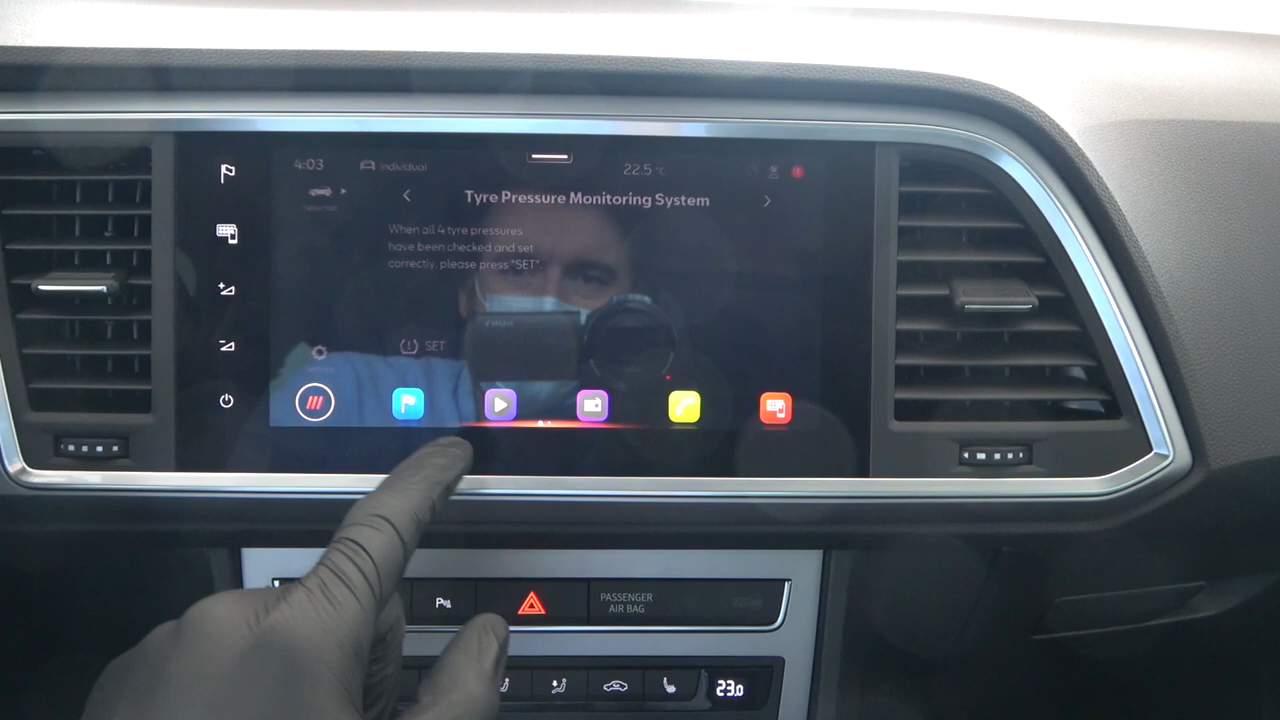 4:03
Individual
22.5 °C
Tyre Pressure Monitoring System
When all 4 tyre pressures
have been checked and set
correctly, please press "SET".
SET
PASSENGER
AIR BAG
23.0